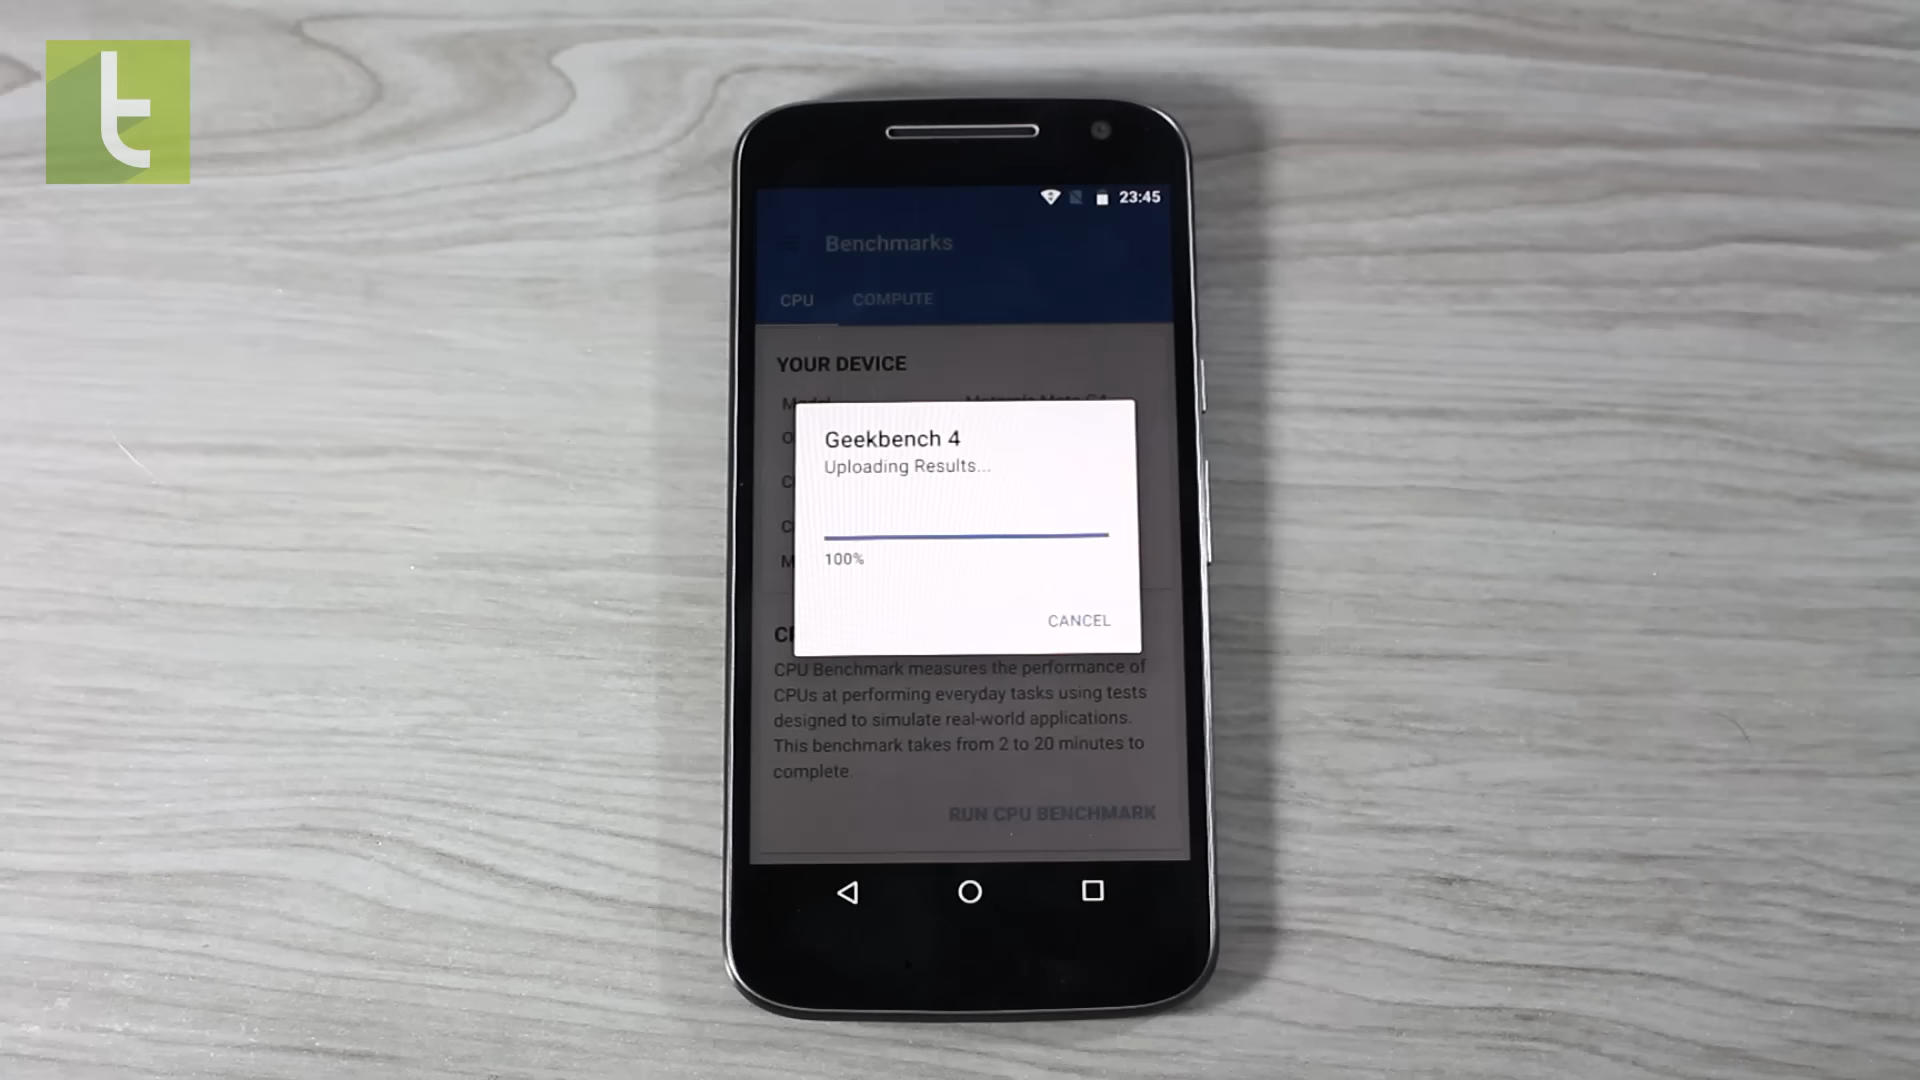 t
23:45
Benchmarks
CPU COMPUTE
YOUR DEVICE
Geekbench 4
Uploading Results...
100%
CANCEL
CPU Benchmark measures the performance of
CPUs at performing everyday tasks using tests
designed to simulate real-world applications.
This benchmark takes from 2 to 20 minutes to
complete.
RUN CPU BENCHMARK